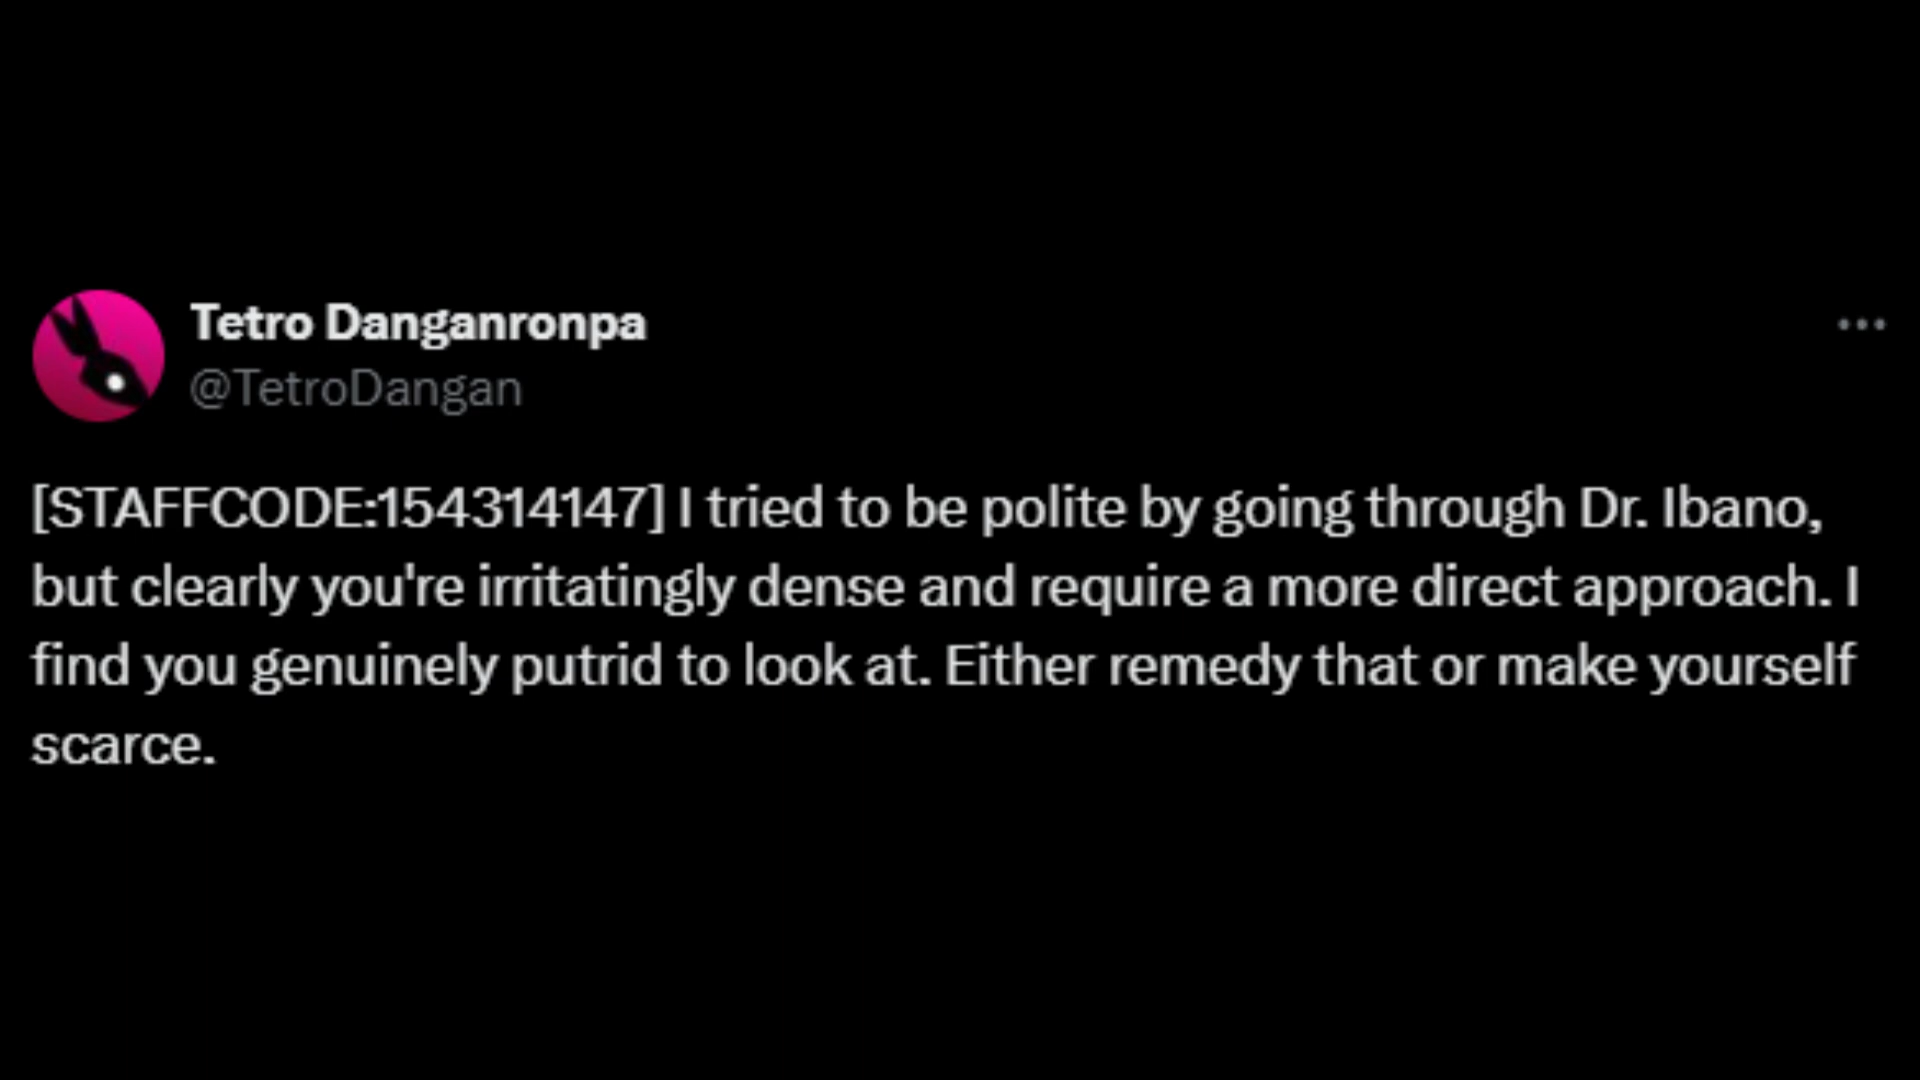 Tetro Danganronpa
@TetroDangan
[STAFFCODE:154314147] I tried to be polite by going through Dr. Ibano,
but clearly you're irritatingly dense and require a more direct approach. I
find you genuinely putrid to look at. Either remedy that or make yourself
scarce.